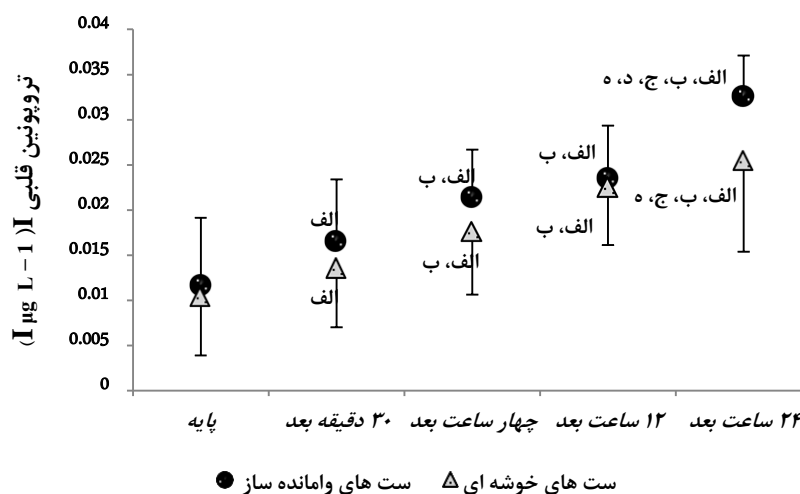 0.04
0.035
0.03
0.025
0.02
0.015
0.01
0.005
0
تروپونین قلبی I (μg L − 1)
الف
الف
الف، ب
الف، ب
الف، ب
الف، ب
الف، ب، ج، د، ه
الف، ب، ج، ه
پایه
۳۰ دقیقه بعد
چهار ساعت بعد
۱۲ ساعت بعد
۲۴ ساعت بعد
ست های وامانده ساز
ست های خوشه ای